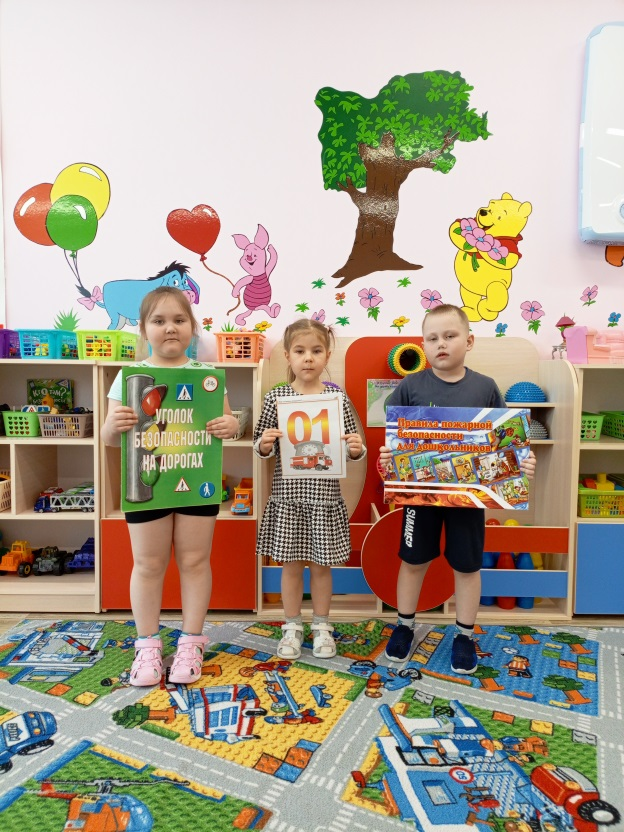 УГОЛОК
БЕЗОПАСНОСТИ
НА ДОРОГАХ
01
Правила пожарной
безопасности
для дошкольников